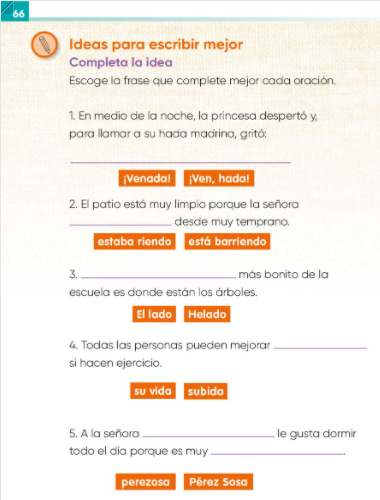 66
Ideas para escribir mejor
Completa la idea
Escoge la frase que complete mejor cada oración.
1. En medio de la noche, la princesa despertó y,
para llamar a su hada madrina, gritó:
¡Venada! ¡Ven, hada!
2. El patio está muy limpio porque la señora
desde muy temprano.
estaba riendo está barriendo
3. más bonito de la
escuela es donde están los árboles.
El lado Helado
4. Todas las personas pueden mejorar
si hacen ejercicio.
su vida subida
5. A la señora le gusta dormir
todo el día porque es muy .
perezosa Pérez Sosa